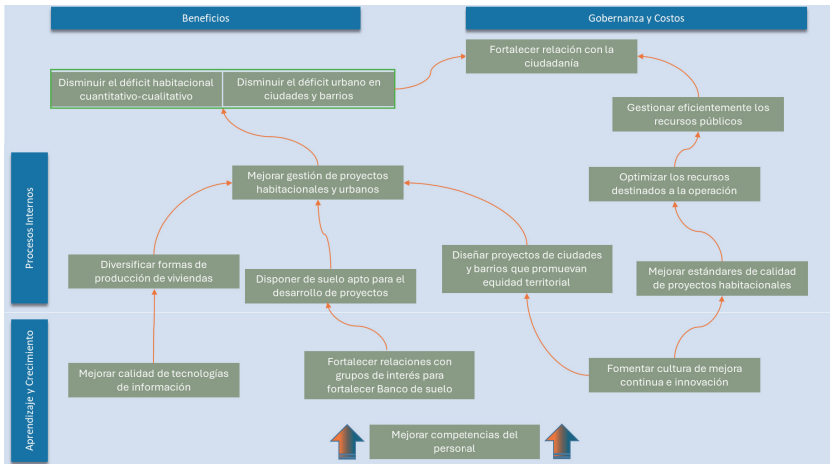 Beneficios
Gobernanza y Costos
Fortalecer relación con la
ciudadanía
Disminuir el déficit habitacional
cuantitativo-cualitativo
Disminuir el déficit urbano en
ciudades y barrios
Gestionar eficientemente los
recursos públicos
Procesos Internos
Mejorar gestión de proyectos
habitacionales y urbanos
Optimizar los recursos
destinados a la operación
Diversificar formas de
producción de viviendas
Disponer de suelo apto para el
desarrollo de proyectos
Diseñar proyectos de ciudades
y barrios que promuevan
equidad territorial
Mejorar estándares de calidad
de proyectos habitacionales
Aprendizaje y Crecimiento
Mejorar calidad de tecnologías
de información
Fortalecer relaciones con
grupos de interés para
fortalecer Banco de suelo
Fomentar cultura de mejora
continua e innovación
Mejorar competencias del
personal